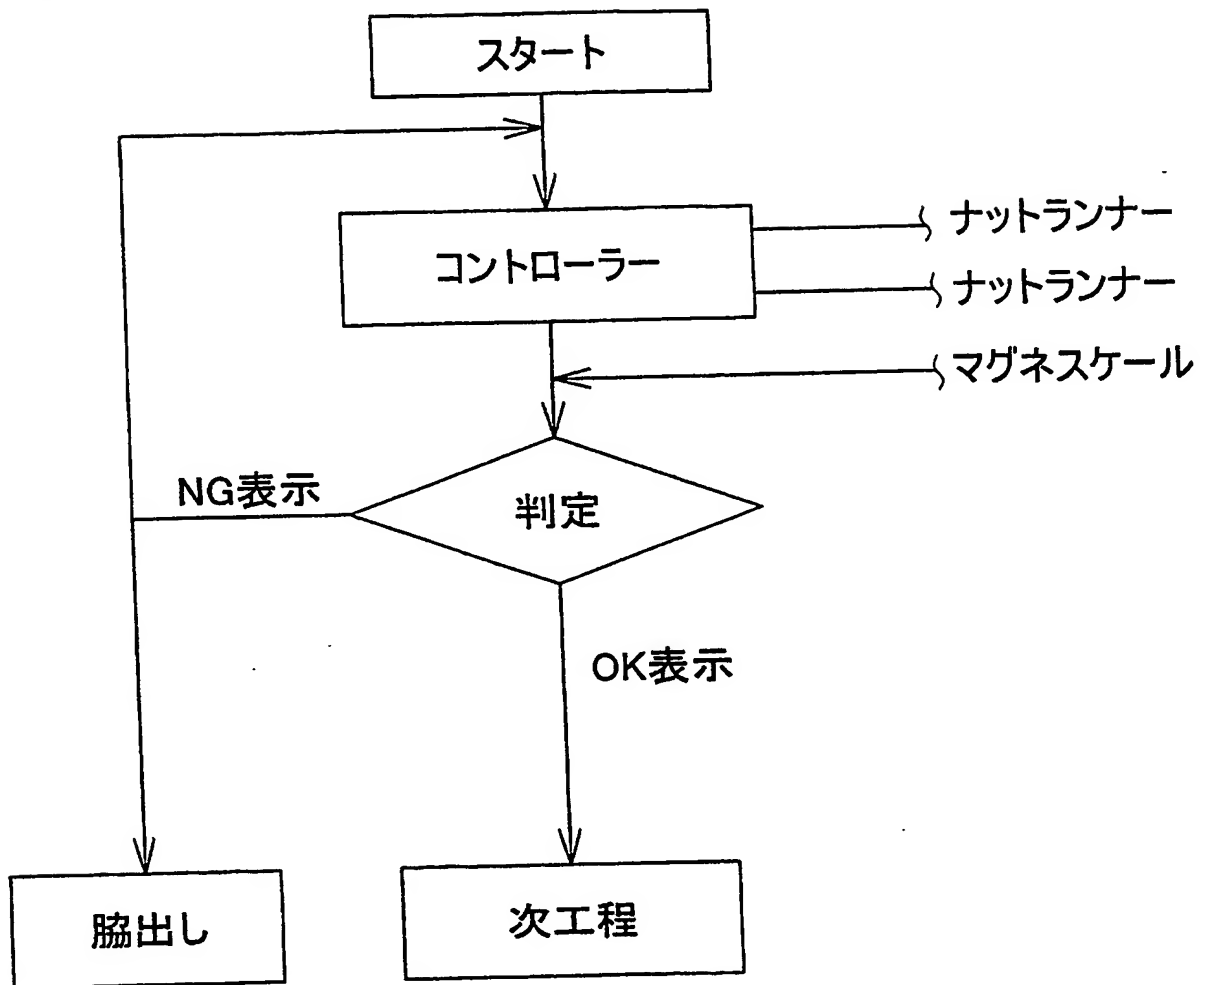 スタート
コントローラー
ナットランナー
ナットランナー
マグネスケール
NG表示
判定
OK表示
脇出し
次工程